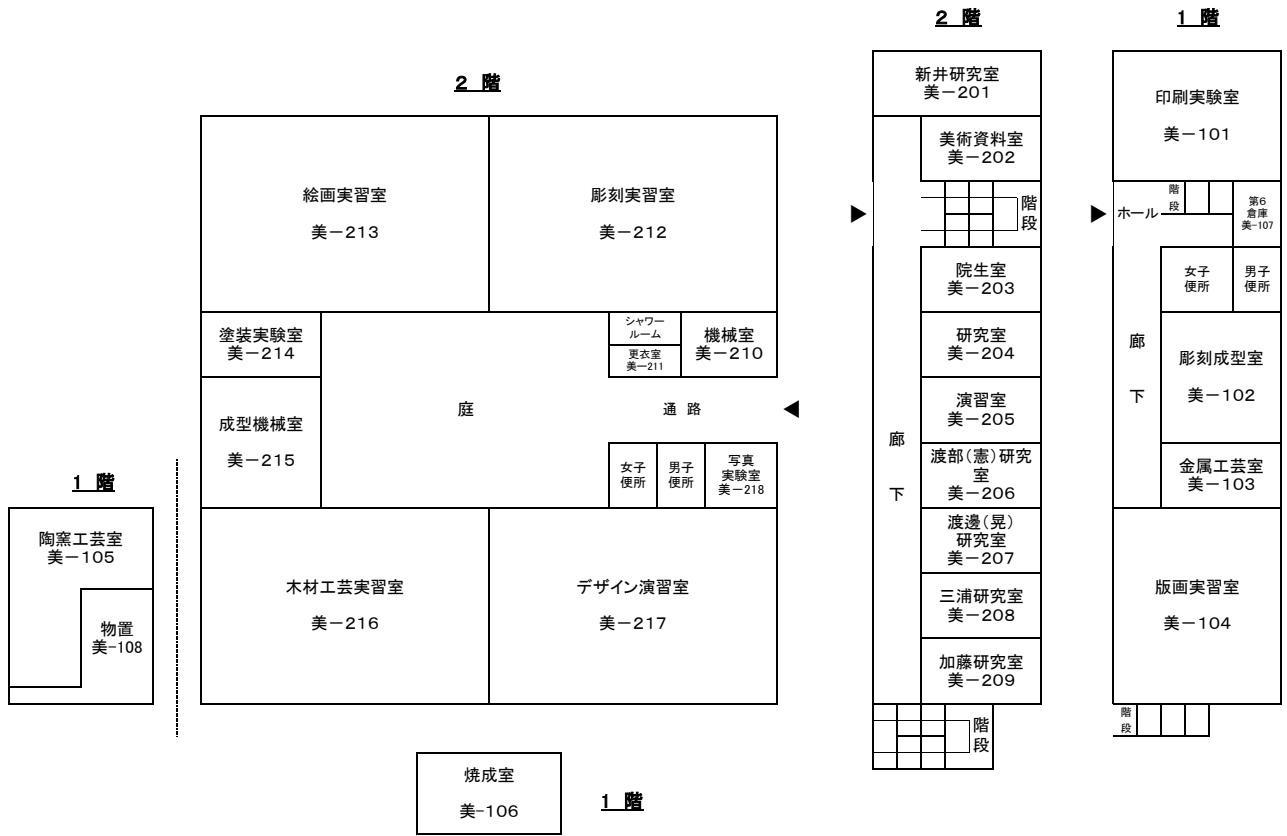 ２ 階
１ 階
２ 階
新井研究室
美－201
美術資料室
美－202
階
段
院生室
美－203
研究室
美－204
演習室
美－205
渡部（憲）研究
室
美－206
渡邊（晃）
研究室
美－207
三浦研究室
美－208
加藤研究室
美－209
廊
下
階
段
印刷実験室
美－101
階
段
ホール
第6
倉庫
美-107
女子
便所
男子
便所
廊
下
彫刻成型室
美－102
金属工芸室
美－103
版画実習室
美－104
階
段
絵画実習室
美－213
彫刻実習室
美－212
塗装実験室
美－214
シャワー
ルーム
更衣室
美－211
機械室
美－210
成型機械室
美－215
庭
通 路
女子
便所
男子
便所
写真
実験室
美－218
木材工芸実習室
美－216
デザイン演習室
美－217
１ 階
陶窯工芸室
美－105
物置
美-108
焼成室
美-106
１ 階